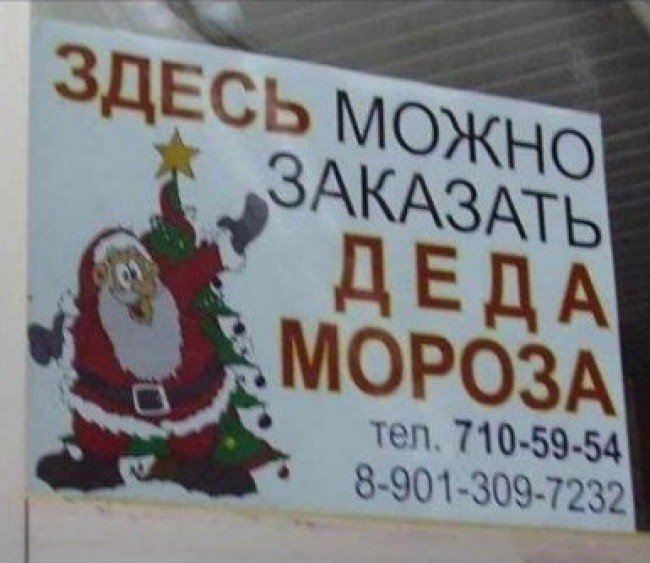 ЗДЕСЬ МОЖНО
ЗАКАЗАТЬ
ДЕДА
МОРОЗА
тел. 710-59-54
8-901-309-7232